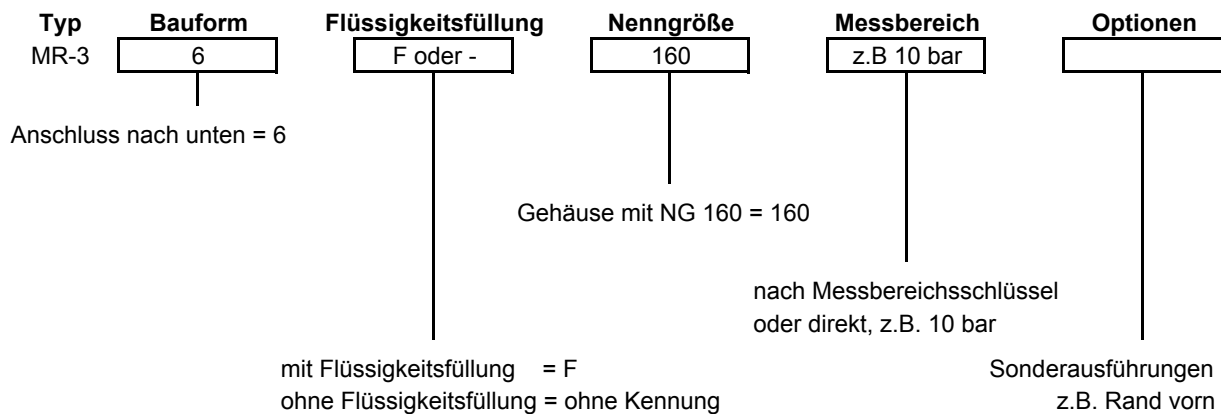 Typ Bauform Flüssigkeitsfüllung Nenngröße Messbereich Optionen
MR-3 6 F oder - 160 z.B 10 bar
Anschluss nach unten = 6
Gehäuse mit NG 160 = 160
nach Messbereichsschlüssel
oder direkt, z.B. 10 bar
mit Flüssigkeitsfüllung = F
ohne Flüssigkeitsfüllung = ohne Kennung
Sonderausführungen
z.B. Rand vorn